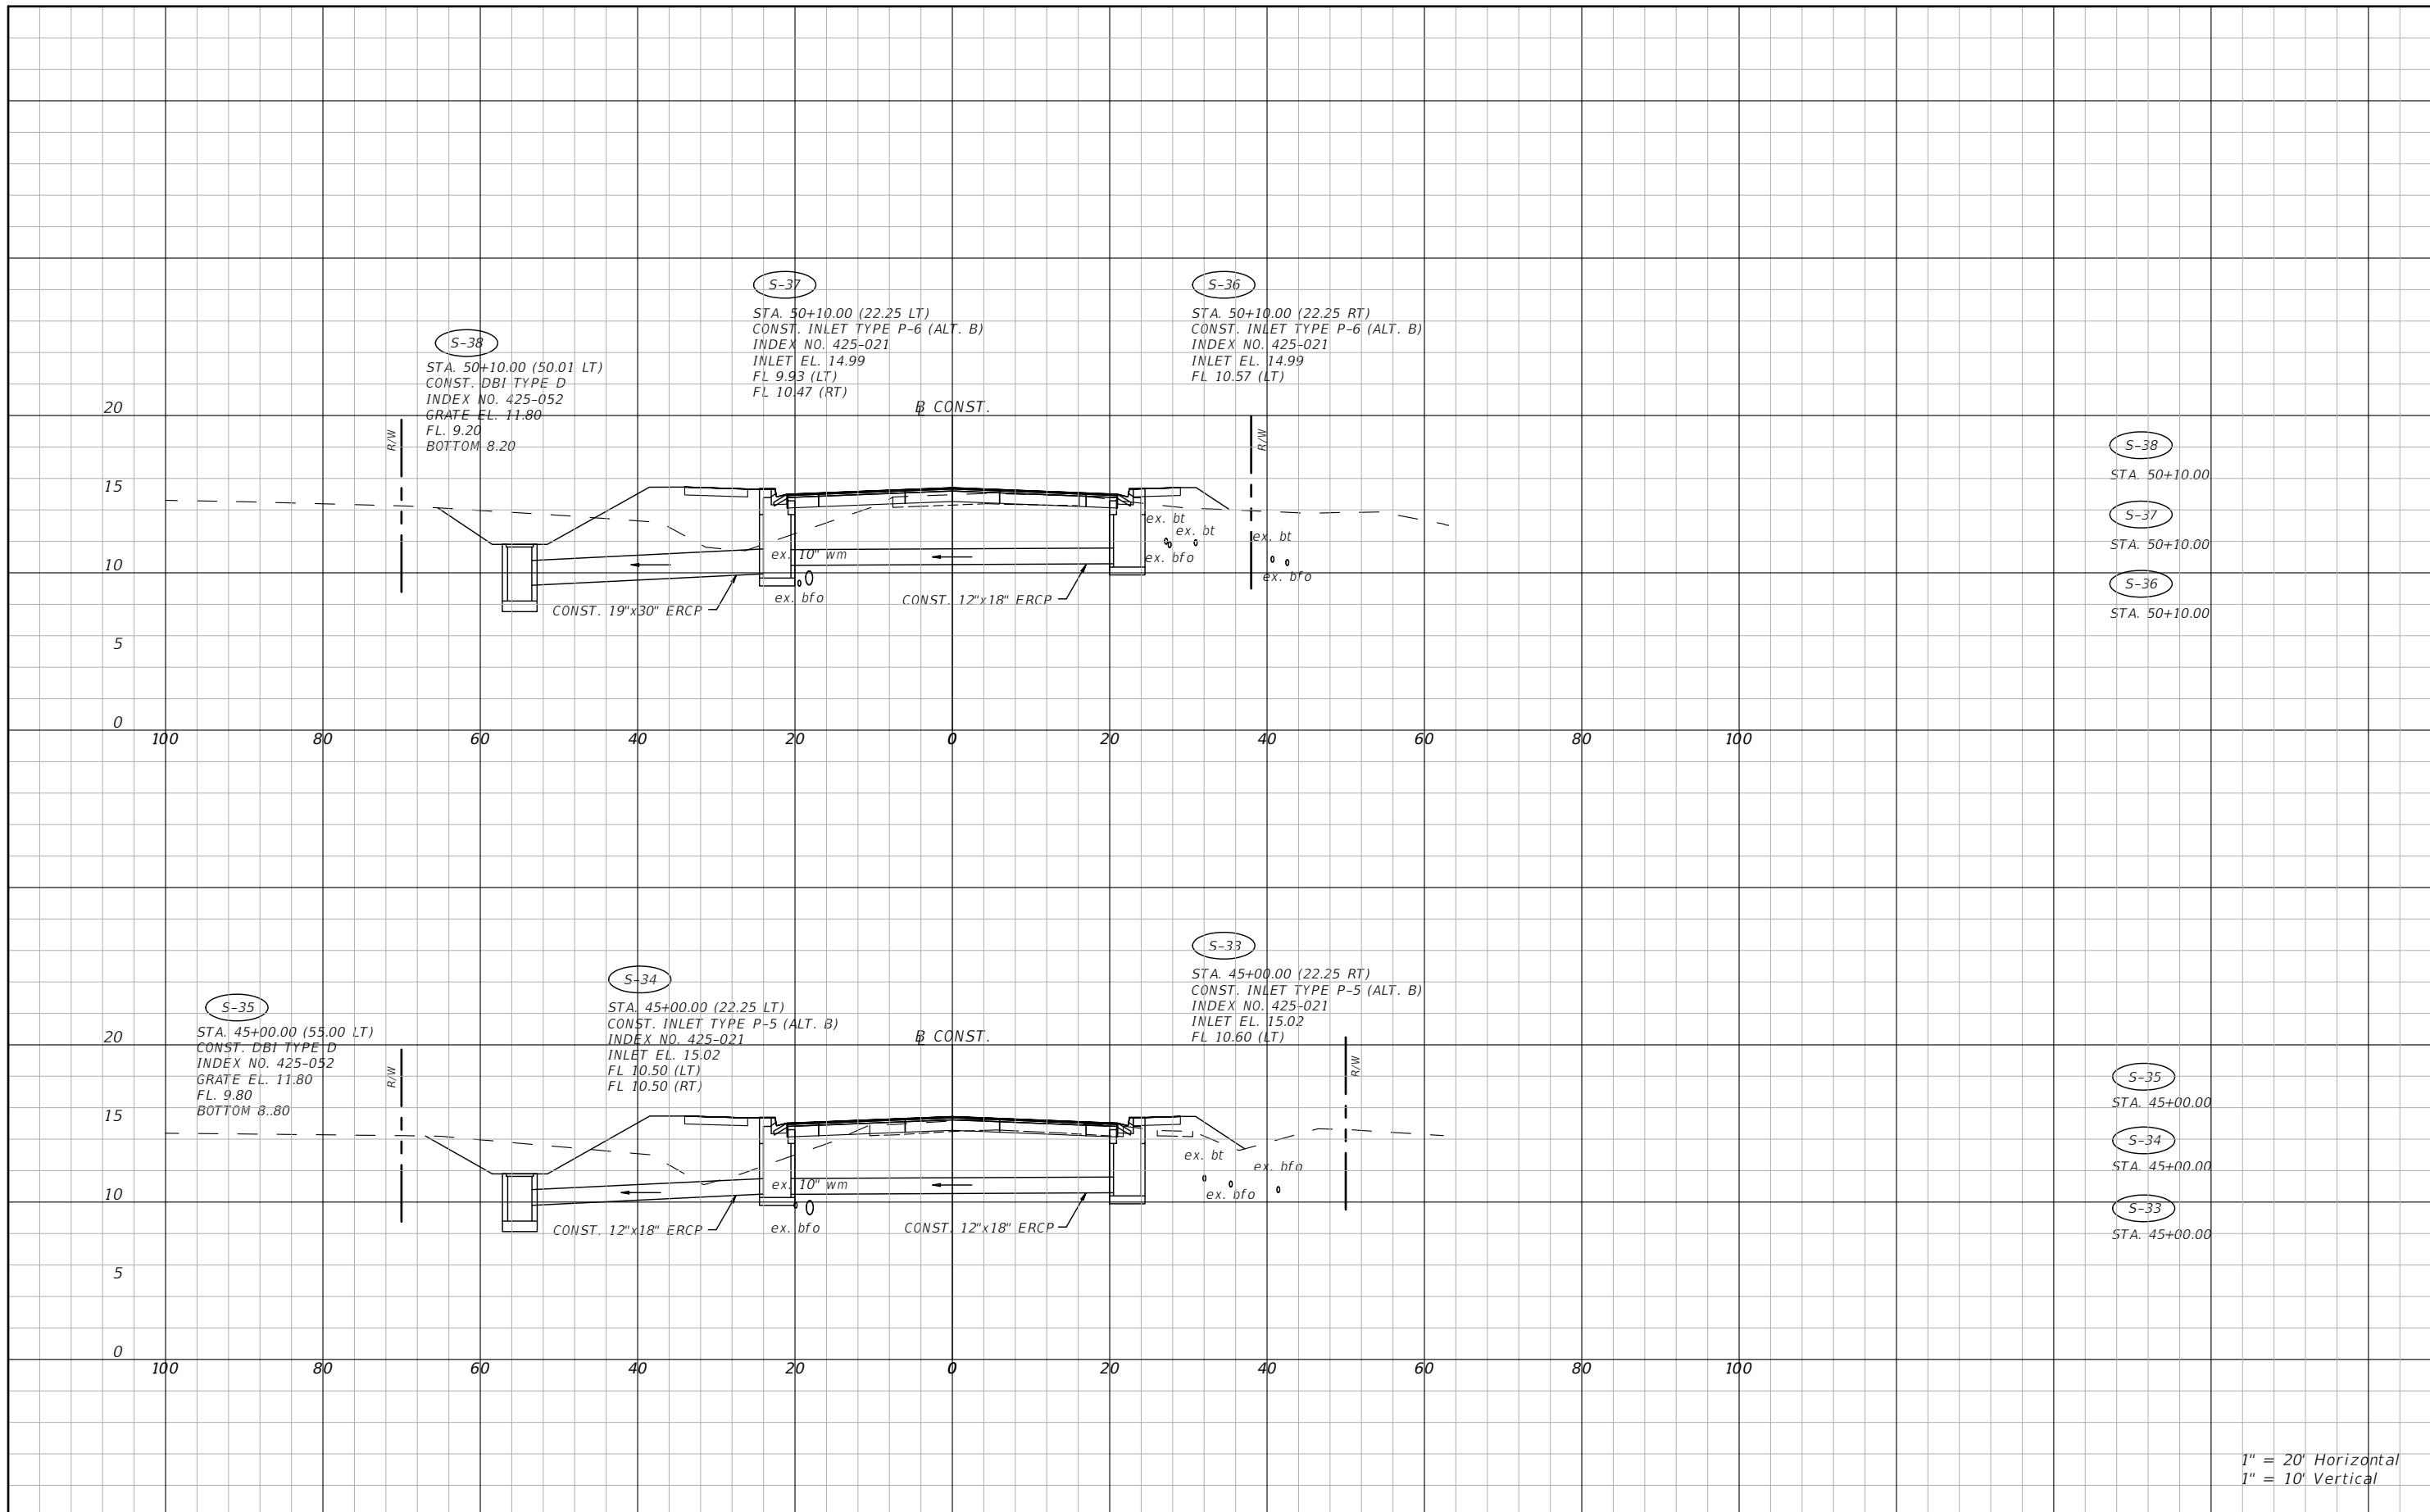 S-37
STA. 50+10.00 (22.25 LT)
CONST. INLET TYPE P-6 (ALT. B)
INDEX NO. 425-021
INLET EL. 14.99
FL 9.93 (LT)
FL 10.47 (RT)
S-36
STA. 50+10.00 (22.25 RT)
CONST. INLET TYPE P-6 (ALT. B)
INDEX NO. 425-021
INLET EL. 14.99
FL 10.57 (LT)
S-38
STA. 50+10.00 (50.01 LT)
CONST. DBI TYPE D
INDEX NO. 425-052
GRATE EL. 11.80
FL. 9.20
BOTTOM 8.20
B CONST.
R/W
R/W
20
15
10
5
0
ex. bt
ex. bt
ex. bt
ex. 10" wm
ex. bfo
ex. bfo
ex. bfo
CONST. 19"x30" ERCP
CONST. 12"x18" ERCP
S-38
STA. 50+10.00
S-37
STA. 50+10.00
S-36
STA. 50+10.00
100 80 60 40 20 0 20 40 60 80 100
S-33
STA. 45+00.00 (22.25 RT)
CONST. INLET TYPE P-5 (ALT. B)
INDEX NO. 425-021
INLET EL. 15.02
FL 10.60 (LT)
S-34
STA. 45+00.00 (22.25 LT)
CONST. INLET TYPE P-5 (ALT. B)
INDEX NO. 425-021
INLET EL. 15.02
FL 10.50 (LT)
FL 10.50 (RT)
S-35
STA. 45+00.00 (55.00 LT)
CONST. DBI TYPE D
INDEX NO. 425-052
GRATE EL. 11.80
FL. 9.80
BOTTOM 8..80
B CONST.
R/W
R/W
20
15
10
5
0
ex. bt
ex. bfo
ex. 10" wm
ex. bfo
ex. bfo
CONST. 12"x18" ERCP
CONST. 12"x18" ERCP
S-35
STA. 45+00.00
S-34
STA. 45+00.00
S-33
STA. 45+00.00
100 80 60 40 20 0 20 40 60 80 100
1" = 20' Horizontal
1" = 10' Vertical